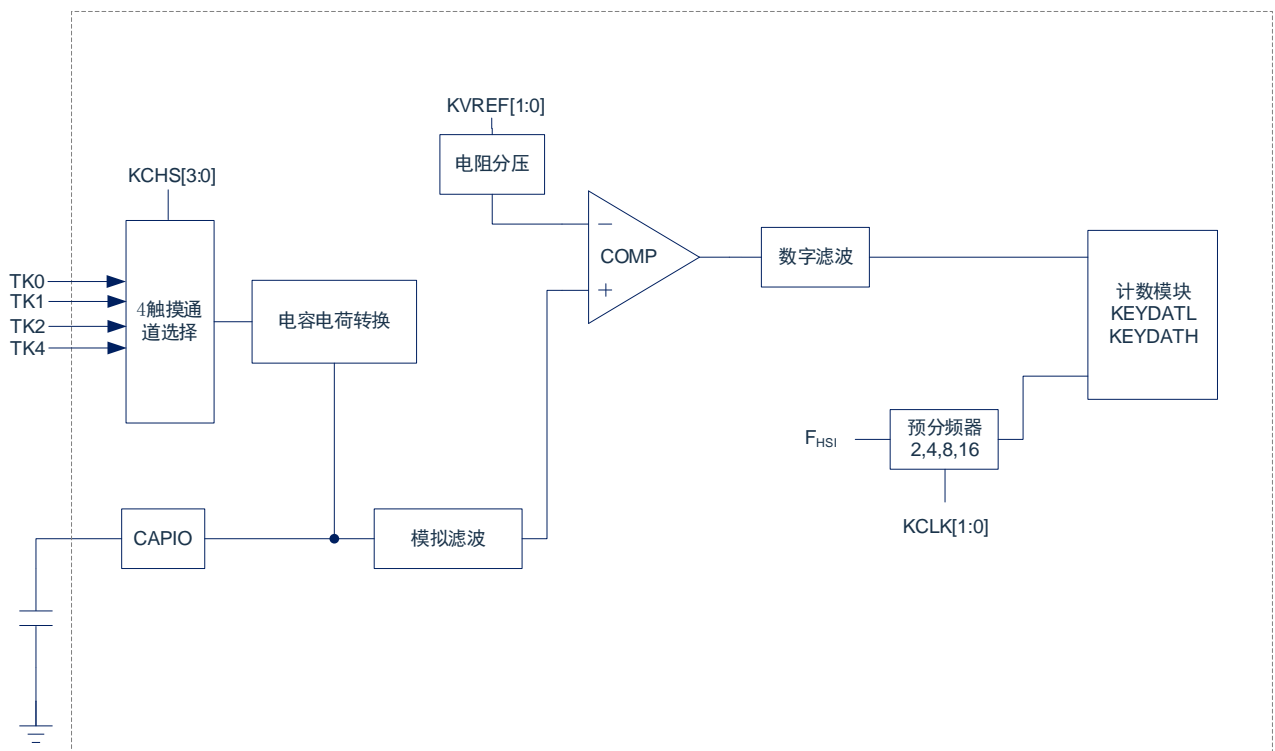 KVREF[1:0]
电阻分压
KCHS[3:0]
TK0
TK1
TK2
TK4
4触摸通
道选择
电容电荷转换
−
COMP
+
数字滤波
计数模块
KEYDATL
KEYDATH
FHSI
预分频器
2,4,8,16
KCLK[1:0]
CAPIO
模拟滤波